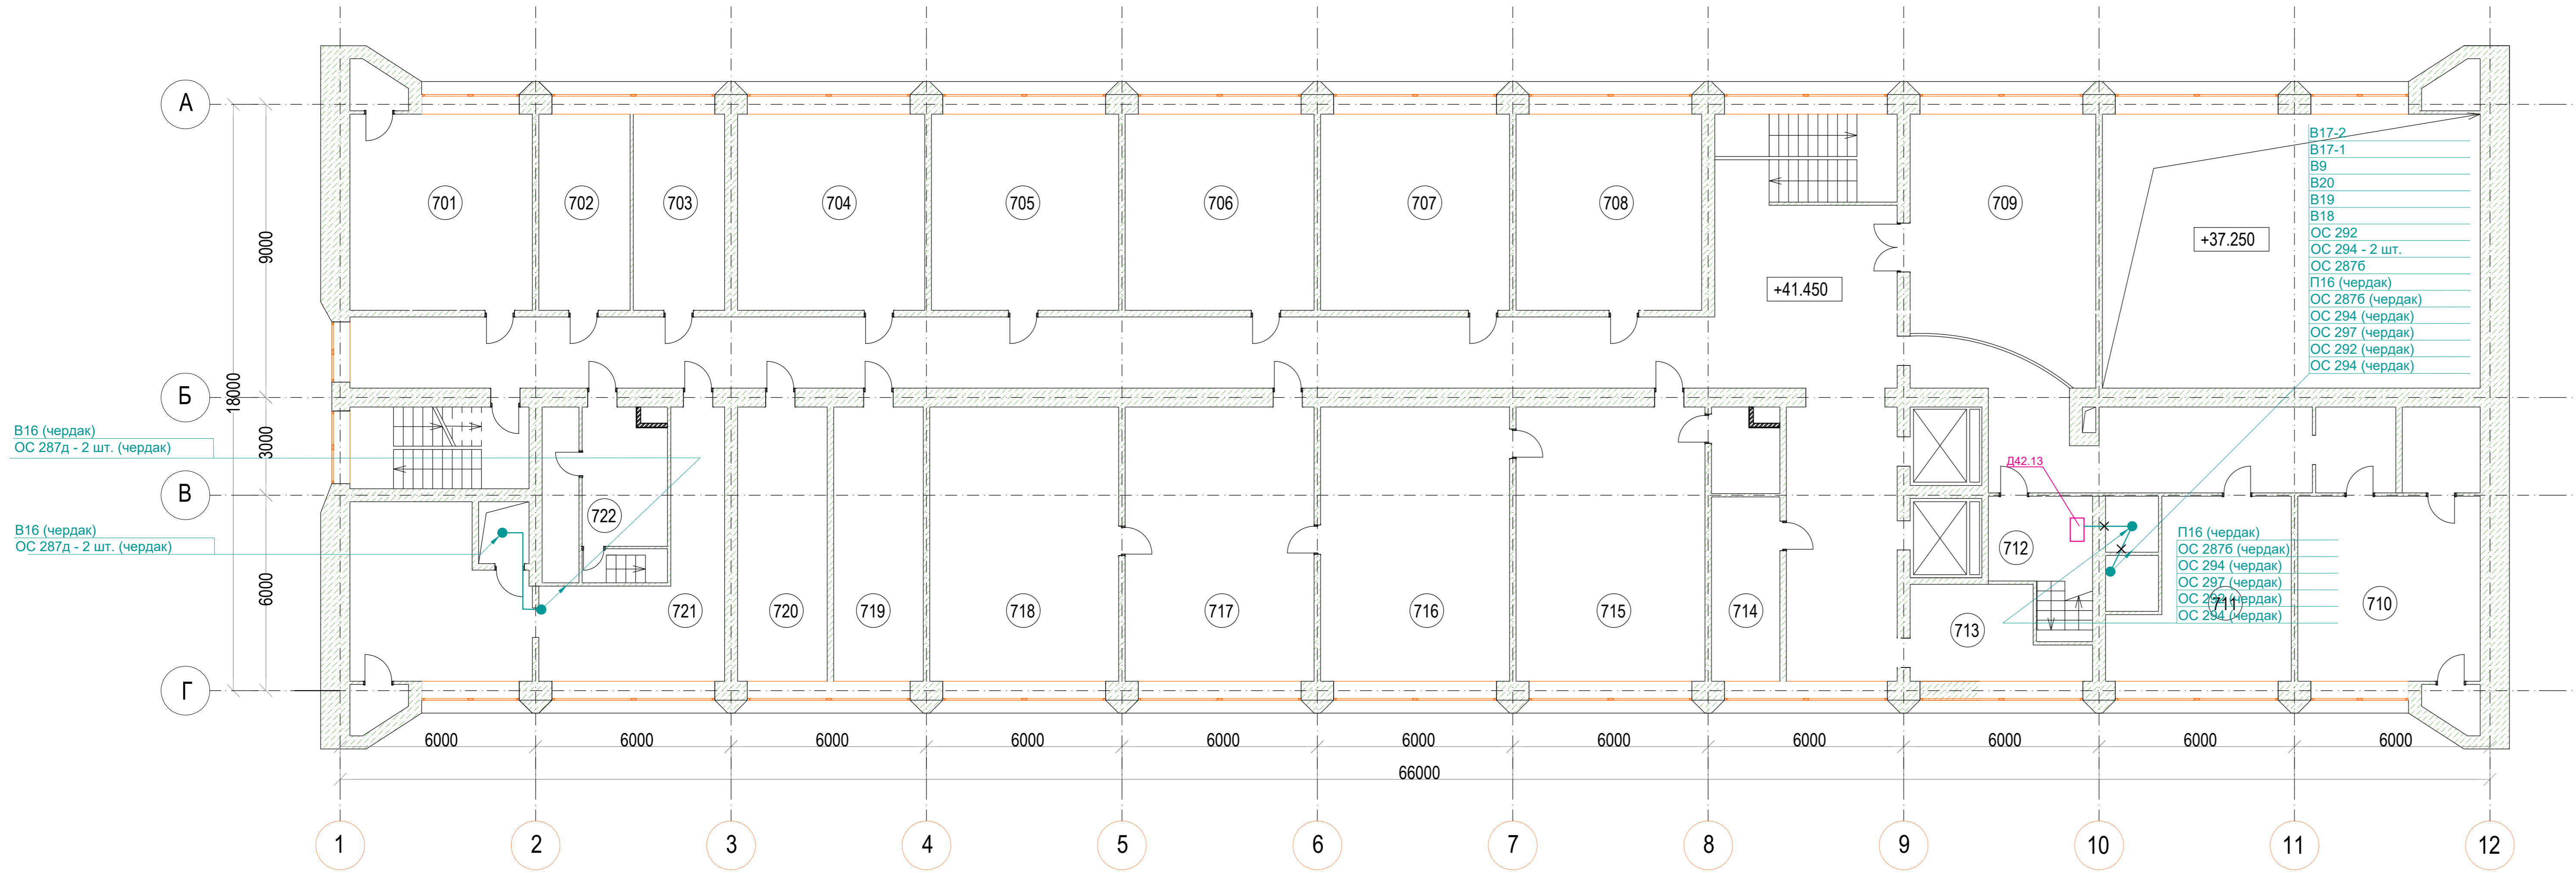 А
Б
В
Г
9000
18000
3000
6000
701
702
703
704
705
706
707
708
709
+41.450
+37.250
В17-2
В17-1
В9
В20
В19
В18
ОС 292
ОС 294 - 2 шт.
ОС 287б
П16 (чердак)
ОС 287б (чердак)
ОС 294 (чердак)
ОС 297 (чердак)
ОС 292 (чердак)
ОС 294 (чердак)
В16 (чердак)
ОС 287д - 2 шт. (чердак)
В16 (чердак)
ОС 287д - 2 шт. (чердак)
Д42.13
П16 (чердак)
ОС 287б (чердак)
ОС 294 (чердак)
ОС 297 (чердак)
ОС 292 (чердак)
ОС 294 (чердак)
722
721
720
719
718
717
716
715
714
713
712
711
710
6000
6000
6000
6000
6000
6000
6000
6000
6000
6000
6000
66000
1
2
3
4
5
6
7
8
9
10
11
12